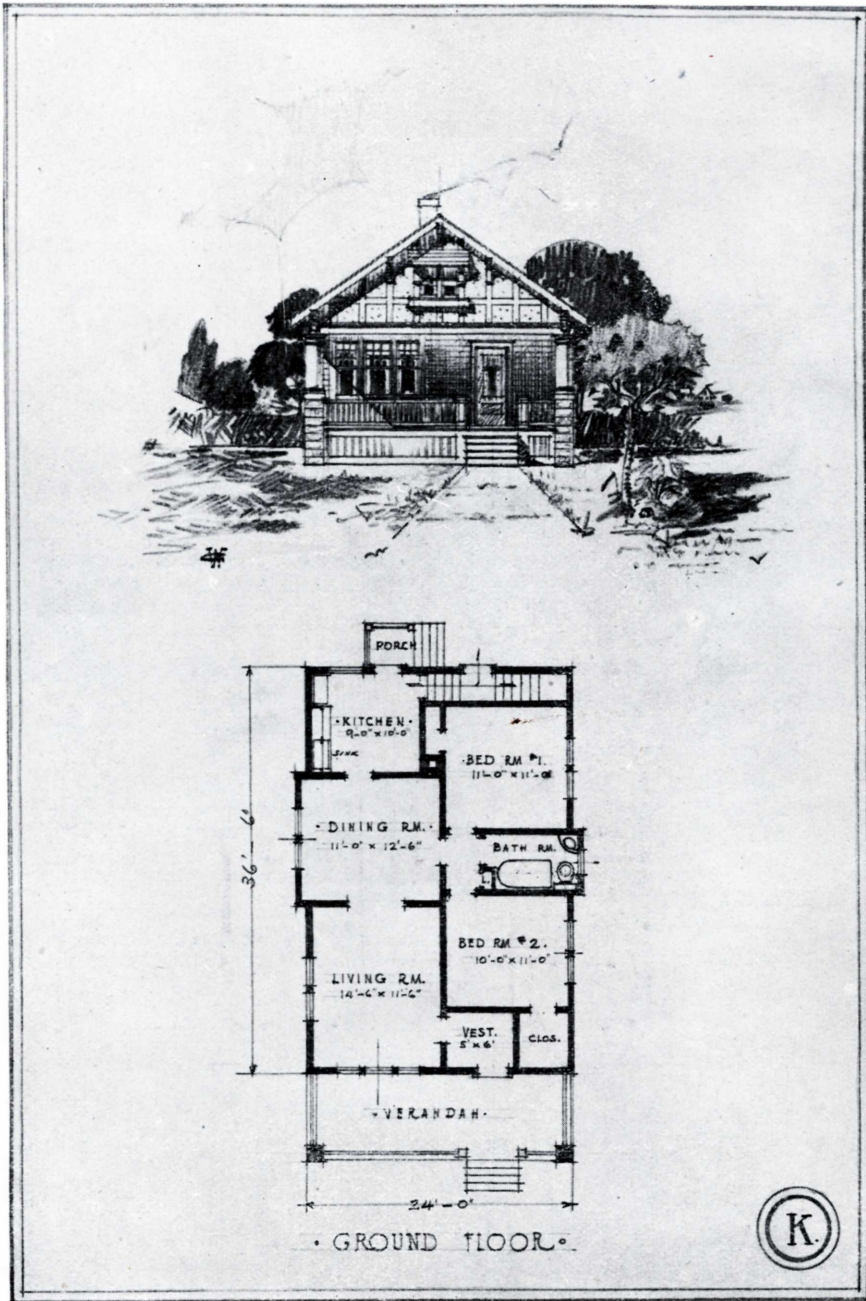 PORCH
·KITCHEN·
9'-0" x 10'-0"
SINK
·BED RM #1.
11'-0" x 11'-0"
·DINING RM.·
11'-0" x 12'-6"
BATH RM.
36'-6"
BED RM #2.
10'-0" x 11'-0"
LIVING RM.
14'-6" x 11'-6"
VEST.
5' x 6'
CLOS.
·VERANDAH·
24'-0"
·GROUND FLOOR·
K.